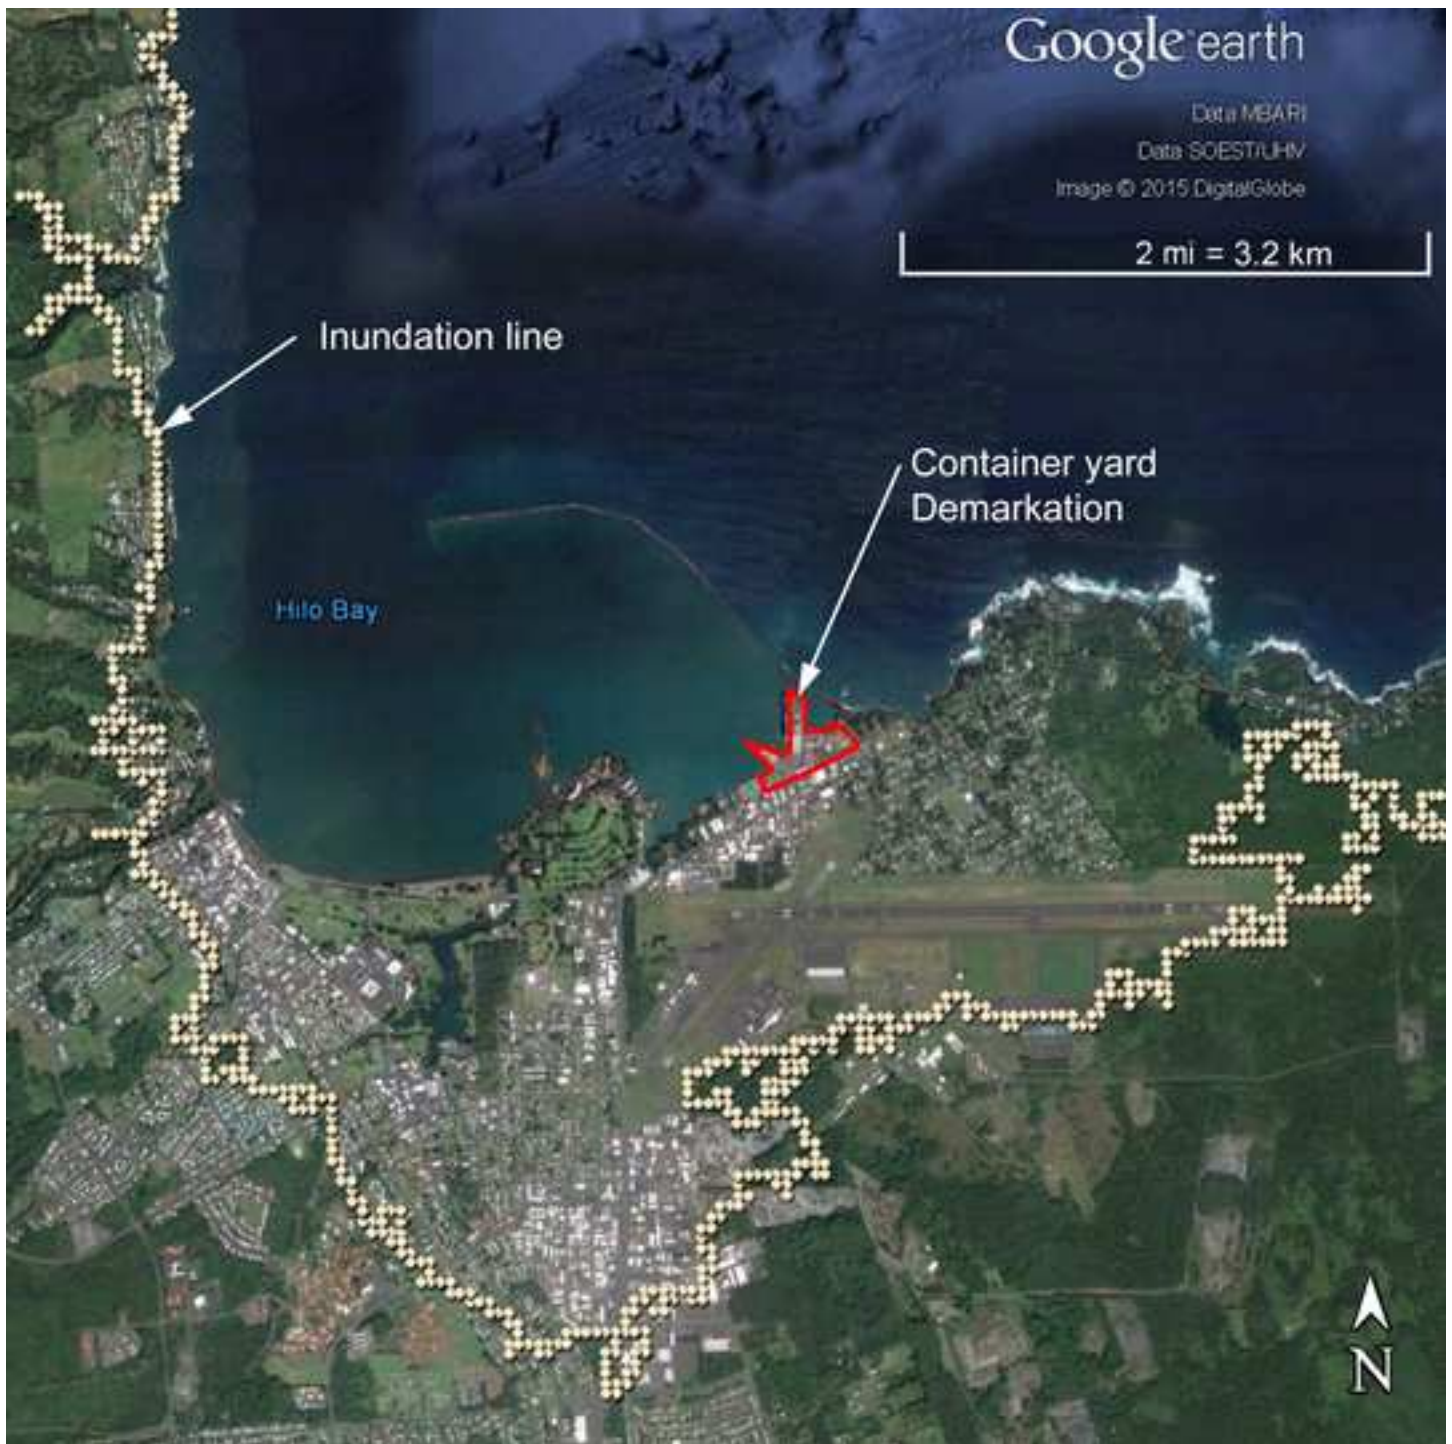 Google earth
Data MBARI
Data SOEST/UHV
Image © 2015 DigitalGlobe
2 mi = 3.2 km
Inundation line
Container yard
Demarkation
Hilo Bay
N